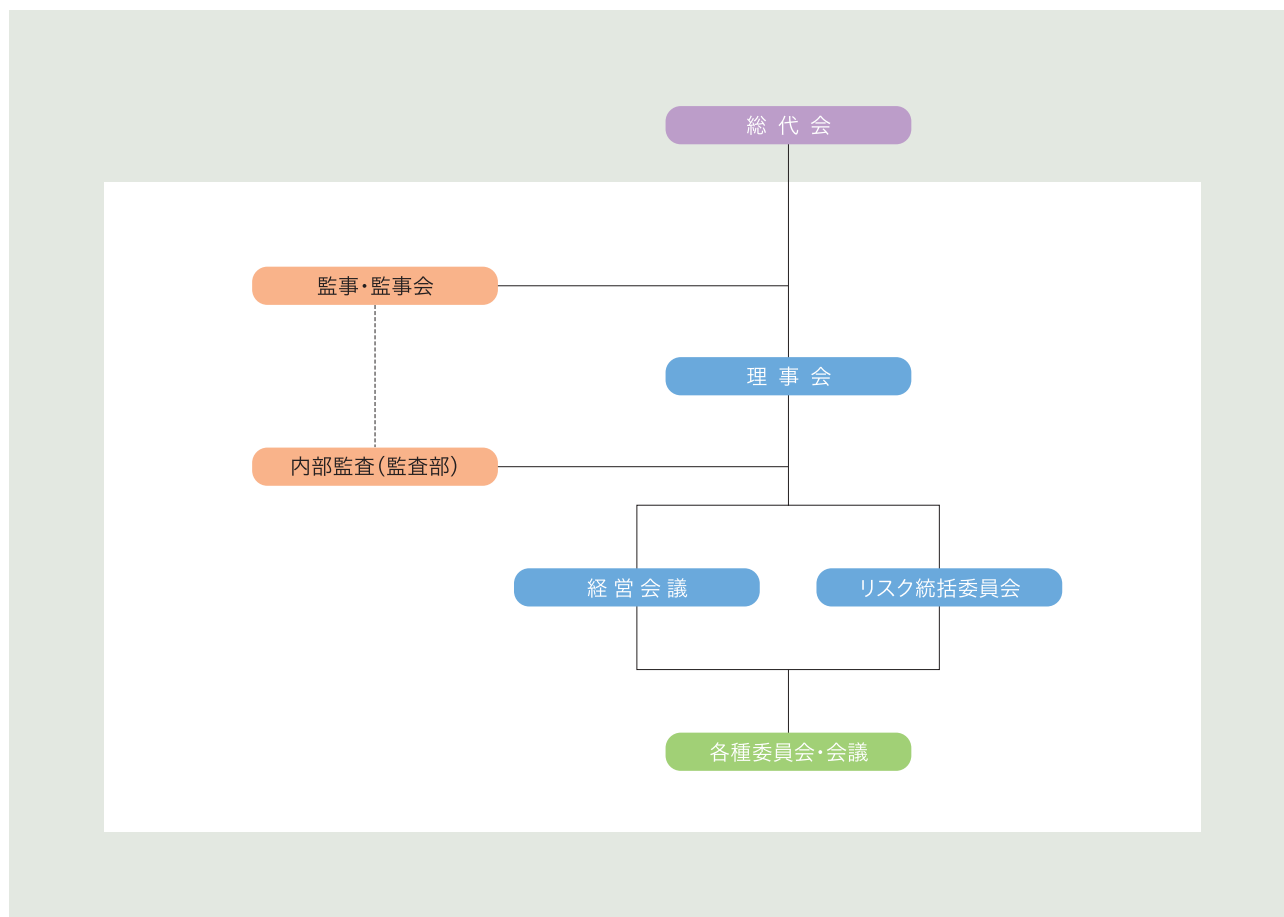 総代会
監事・監事会
理事会
内部監査(監査部)
経営会議
リスク統括委員会
各種委員会・会議